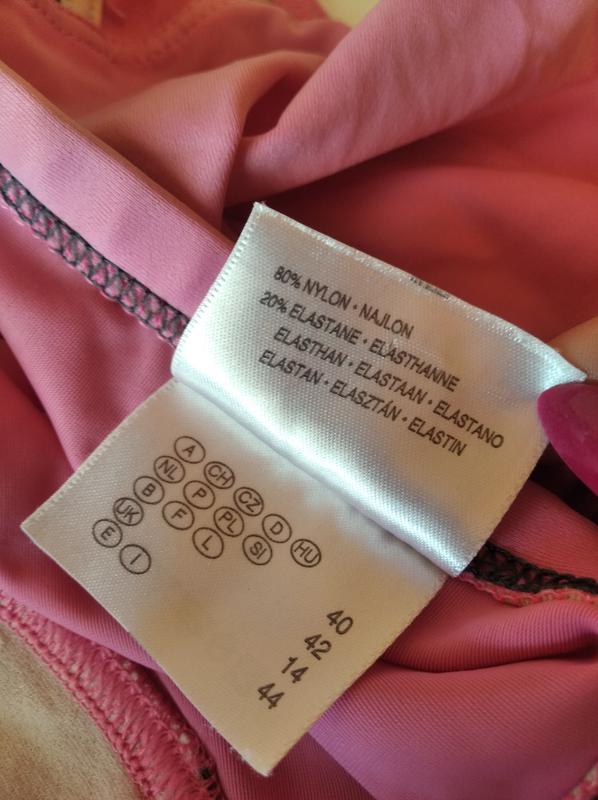 80% NYLON • NAJLON
20% ELASTANE • ELASTHANNE
ELASTHAN • ELASTAAN • ELASTANO
ELASTAN • ELASZTÁN • ELASTIN
A CH CZ D HU
NL P PL SI 40
B F L 42
UK 14
E I 44